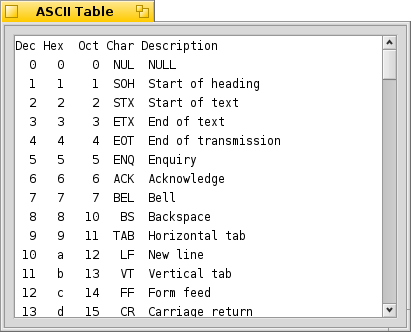 ASCII Table
Dec Hex Oct Char Description
0 0 0 NUL NULL
1 1 1 SOH Start of heading
2 2 2 STX Start of text
3 3 3 ETX End of text
4 4 4 EOT End of transmission
5 5 5 ENQ Enquiry
6 6 6 ACK Acknowledge
7 7 7 BEL Bell
8 8 10 BS Backspace
9 9 11 TAB Horizontal tab
10 a 12 LF New line
11 b 13 VT Vertical tab
12 c 14 FF Form feed
13 d 15 CR Carriage return